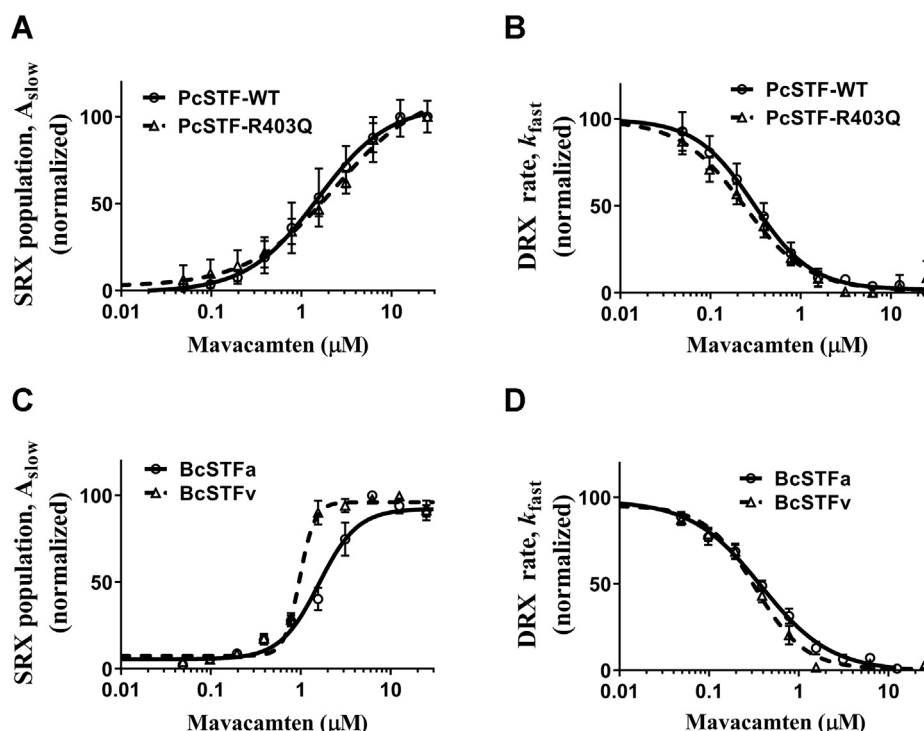 A
SRX population, Aslow
(normalized)
PcSTF-WT
PcSTF-R403Q
100
50
0
0.01 0.1 1 10
Mavacamten (μM)
B
DRX rate, kfast
(normalized)
PcSTF-WT
PcSTF-R403Q
100
50
0
0.01 0.1 1 10
Mavacamten (μM)
C
SRX population, Aslow
(normalized)
BcSTFa
BcSTFv
100
50
0
0.01 0.1 1 10
Mavacamten (μM)
D
DRX rate, kfast
(normalized)
BcSTFa
BcSTFv
100
50
0
0.01 0.1 1 10
Mavacamten (μM)